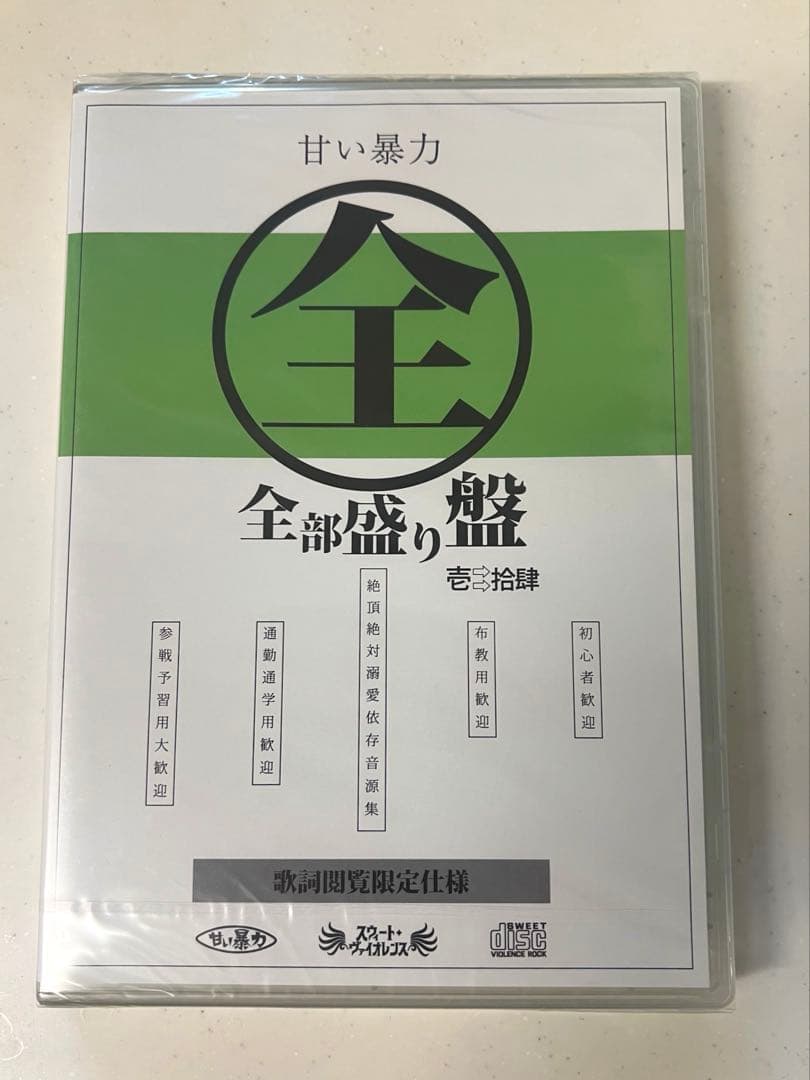 甘い暴力
全
全部盛り盤
壱⇨⇨拾肆
初心者歓迎
布教用歓迎
絶頂絶対溺愛依存音源集
通勤通学用歓迎
参戦予習用大歓迎
歌詞閲覧限定仕様
甘い暴力
スウィート・
ヴァイオレンス
SWEET
disc
VIOLENCE ROCK